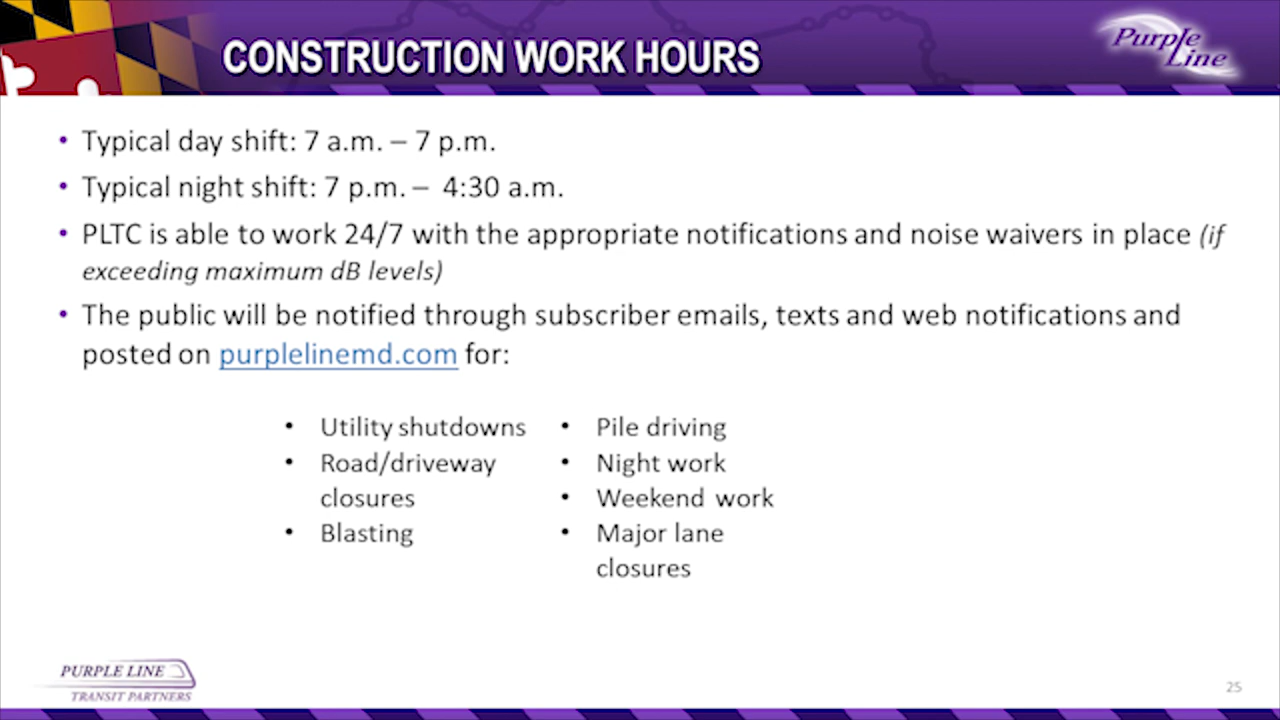 CONSTRUCTION WORK HOURS
Purple
Line
• Typical day shift: 7 a.m. – 7 p.m.
• Typical night shift: 7 p.m. – 4:30 a.m.
• PLTC is able to work 24/7 with the appropriate notifications and noise waivers in place (if
exceeding maximum dB levels)
• The public will be notified through subscriber emails, texts and web notifications and
posted on purplelinemd.com for:
• Utility shutdowns
• Road/driveway
closures
• Blasting
• Pile driving
• Night work
• Weekend work
• Major lane
closures
PURPLE LINE
TRANSIT PARTNERS
25